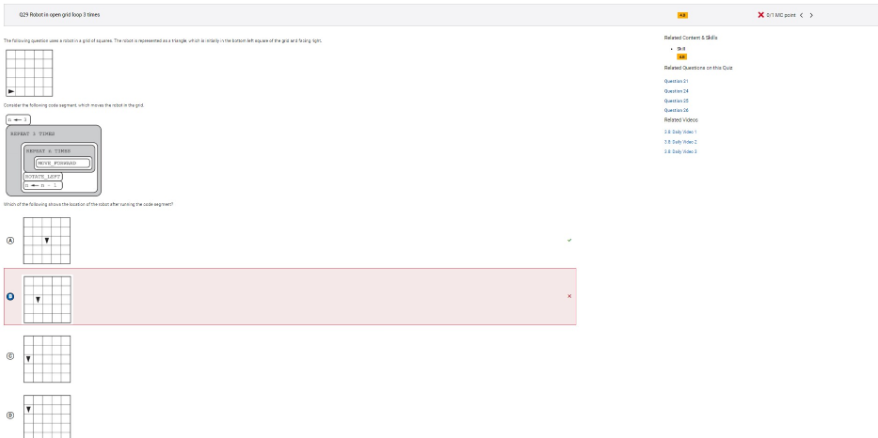 Q29 Robot in open grid loop 3 times
AB
0/1 MC point
The following question uses a robot in a grid of squares. The robot is represented as a triangle, which is initially in the bottom left square of the grid and facing right.
Consider the following code segment, which moves the robot in the grid.
REPEAT 3 TIMES
MOVE_FORWARD
ROTATE_LEFT
Which of the following shows the location of the robot after running the code segment?
A
B
C
D
Related Content & Skills
Skill
Related Questions on this Quiz
Question 21
Question 24
Question 25
Question 26
Related Videos
3.8: Daily Video 1
3.8: Daily Video 2
3.8: Daily Video 3